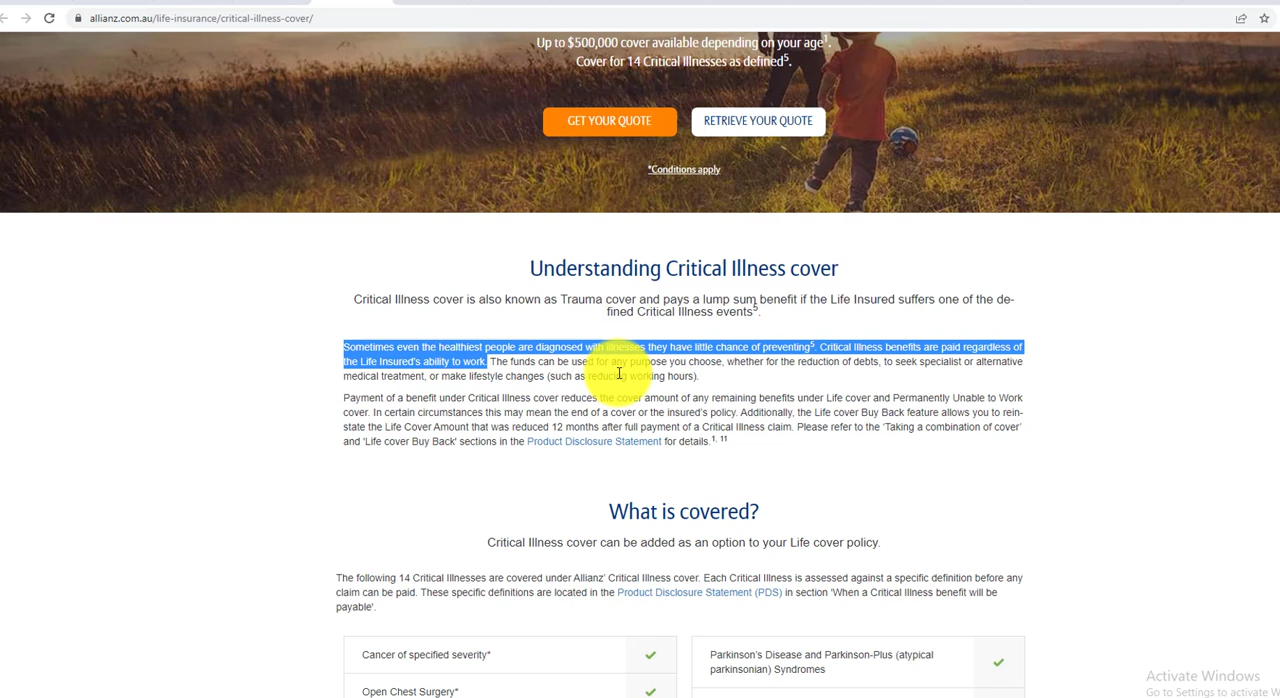 allianz.com.au/life-insurance/critical-illness-cover/
Up to $500,000 cover available depending on your age¹.
Cover for 14 Critical Illnesses as defined⁵.
GET YOUR QUOTE
RETRIEVE YOUR QUOTE
*Conditions apply
Understanding Critical Illness cover
Critical Illness cover is also known as Trauma cover and pays a lump sum benefit if the Life Insured suffers one of the de-
fined Critical Illness events⁵.
Sometimes even the healthiest people are diagnosed with illnesses they have little chance of preventing⁵. Critical Illness benefits are paid regardless of
the Life Insured's ability to work. The funds can be used for any purpose you choose, whether for the reduction of debts, to seek specialist or alternative
medical treatment, or make lifestyle changes (such as reducing working hours).
Payment of a benefit under Critical Illness cover reduces the cover amount of any remaining benefits under Life cover and Permanently Unable to Work
cover. In certain circumstances this may mean the end of a cover or the insured's policy. Additionally, the Life cover Buy Back feature allows you to rein-
state the Life Cover Amount that was reduced 12 months after full payment of a Critical Illness claim. Please refer to the 'Taking a combination of cover'
and 'Life cover Buy Back' sections in the Product Disclosure Statement for details.¹· ¹¹
What is covered?
Critical Illness cover can be added as an option to your Life cover policy.
The following 14 Critical Illnesses are covered under Allianz' Critical Illness cover. Each Critical Illness is assessed against a specific definition before any
claim can be paid. These specific definitions are located in the Product Disclosure Statement (PDS) in section 'When a Critical Illness benefit will be
payable'.
Cancer of specified severity*
Parkinson's Disease and Parkinson-Plus (atypical
parkinsonian) Syndromes
Open Chest Surgery*
Activate Windows
Go to Settings to activate W